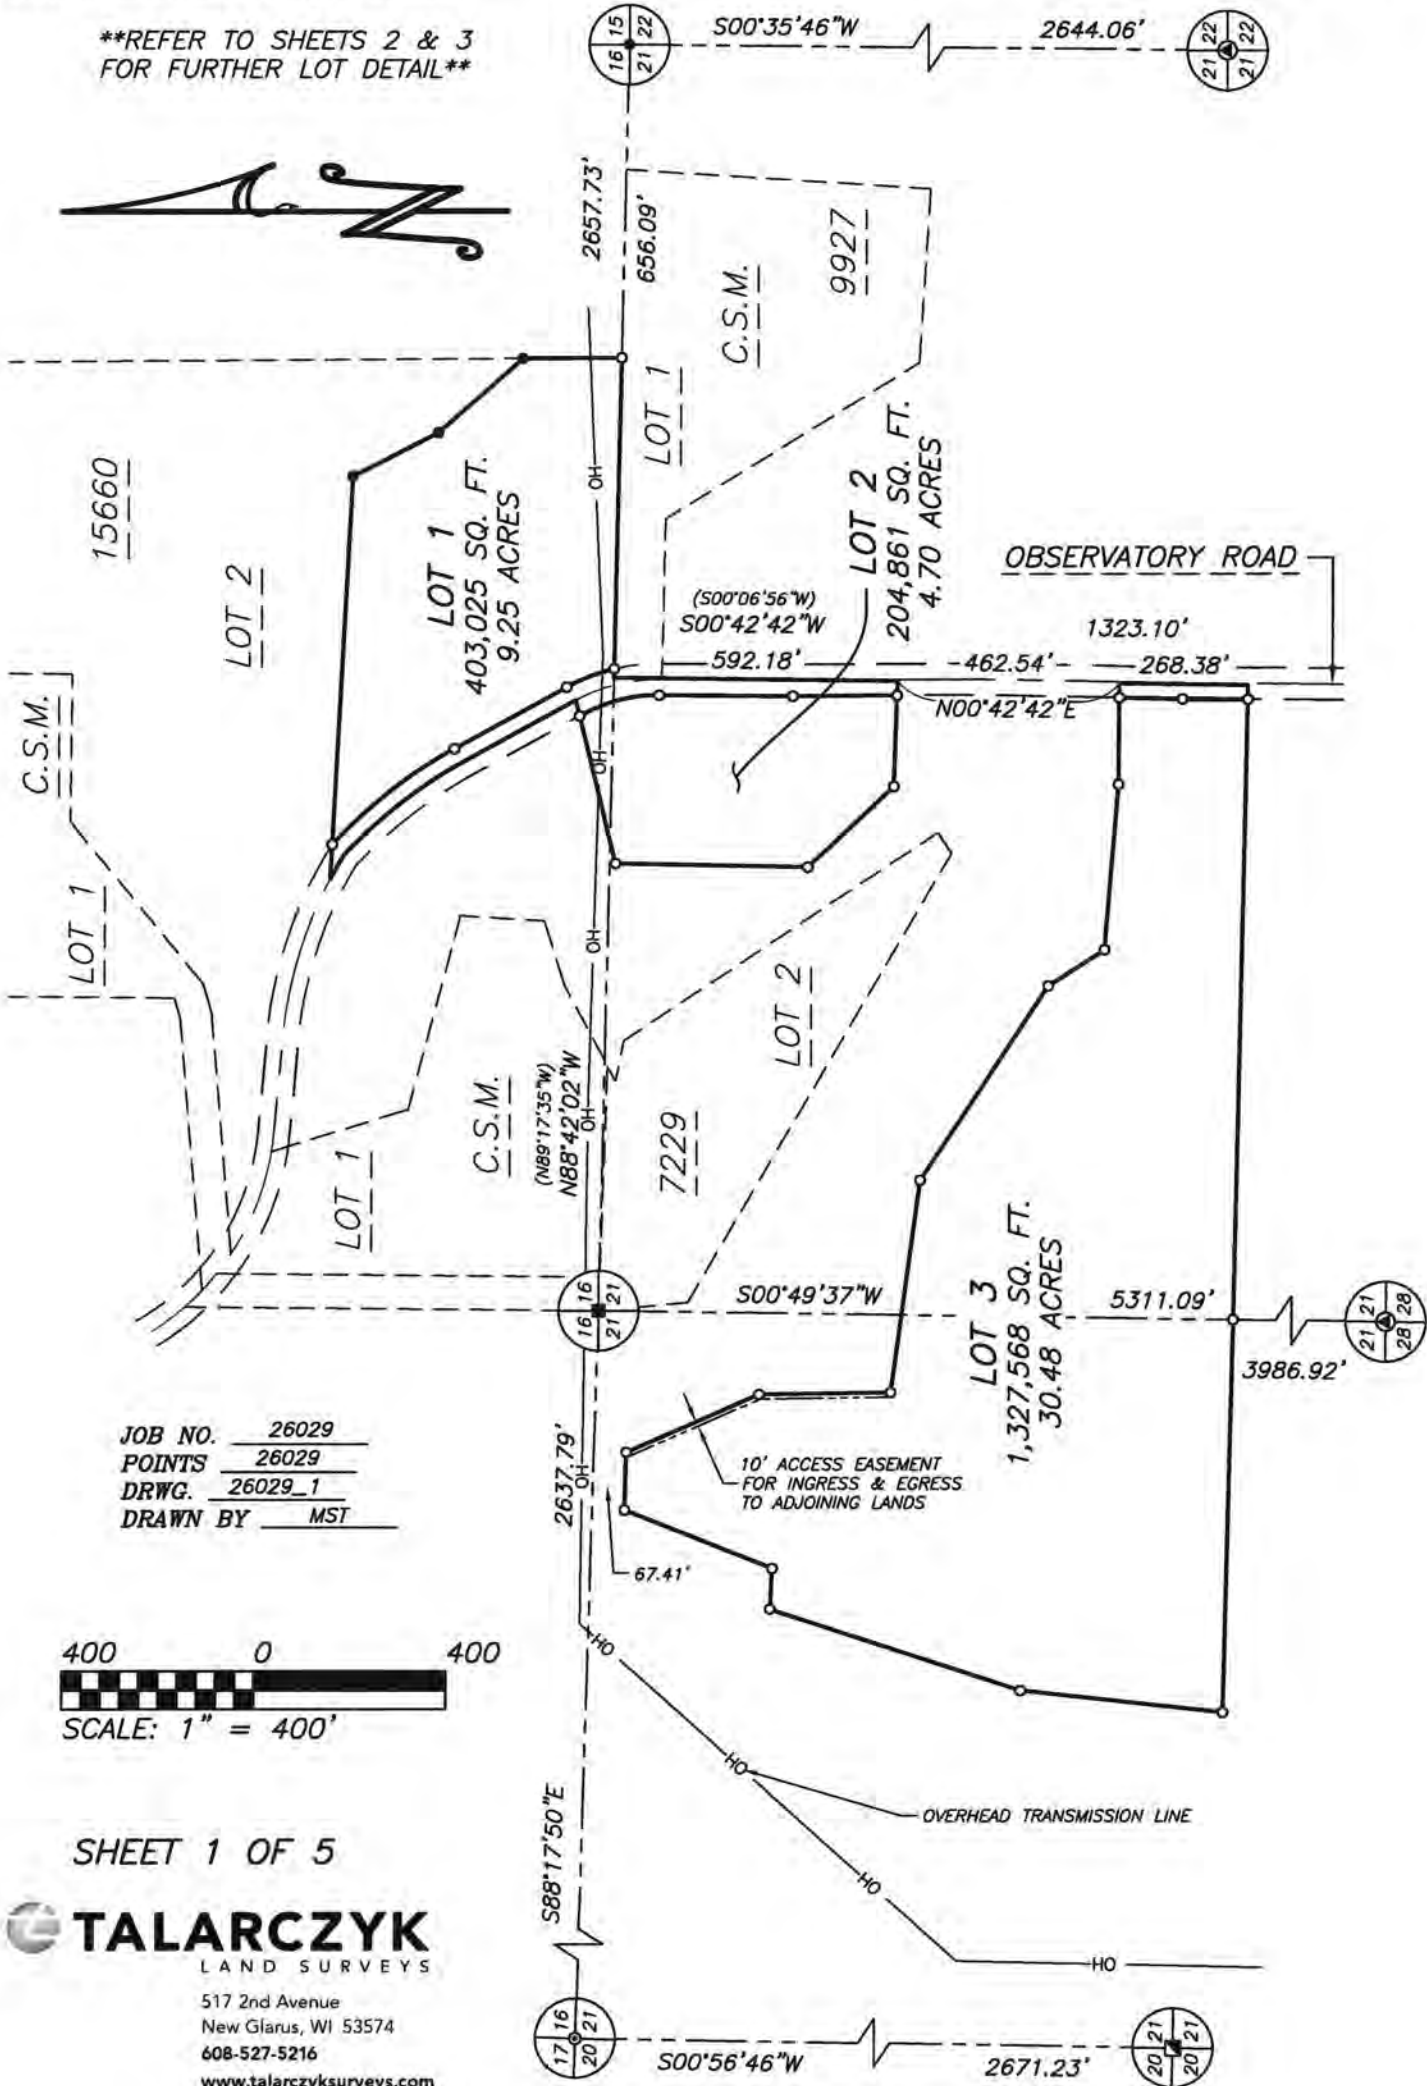 **REFER TO SHEETS 2 & 3
FOR FURTHER LOT DETAIL**
16 15 22 21
S00°35'46"W
2644.06'
21 22 22 21
2657.73'
656.09'
C.S.M.
9927
LOT 1
15660
LOT 2
LOT 1
403,025 SQ. FT.
9.25 ACRES
OH
LOT 2
204,861 SQ. FT.
4.70 ACRES
OBSERVATORY ROAD
(S00°06'56"W)
S00°42'42"W
592.18'
1323.10'
462.54'
268.38'
N00°42'42"E
C.S.M.
LOT 1
OH
OH
LOT 2
C.S.M.
(N89°17'35"W)
N88°42'02"W
OH
7229
LOT 1
16 16 21 21
S00°49'37"W
LOT 3
1,327,568 SQ. FT.
30.48 ACRES
5311.09'
21 21 28 28
3986.92'
JOB NO. 26029
POINTS 26029
DRWG. 26029_1
DRAWN BY MST
2637.79'
OH
10' ACCESS EASEMENT
FOR INGRESS & EGRESS
TO ADJOINING LANDS
67.41'
400 0 400
SCALE: 1" = 400'
HO
HO
OVERHEAD TRANSMISSION LINE
HO
HO
S88°17'50"E
SHEET 1 OF 5
TALARCZYK
LAND SURVEYS
517 2nd Avenue
New Glarus, WI 53574
608-527-5216
www.talarczyksurveys.com
17 16 21 20
S00°56'46"W
2671.23'
20 21 21 20